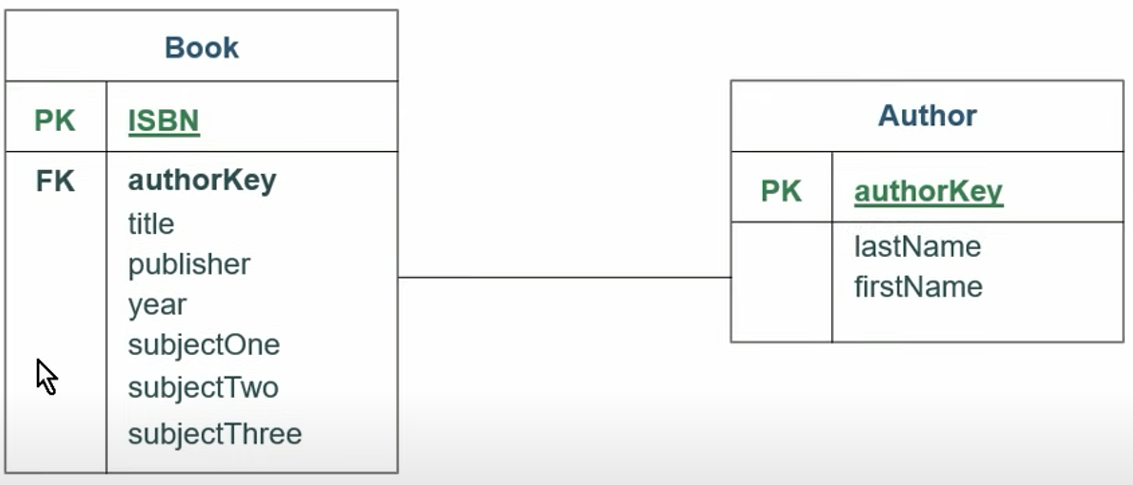 Book
PK ISBN
FK authorKey
title
publisher
year
subjectOne
subjectTwo
subjectThree
Author
PK authorKey
lastName
firstName